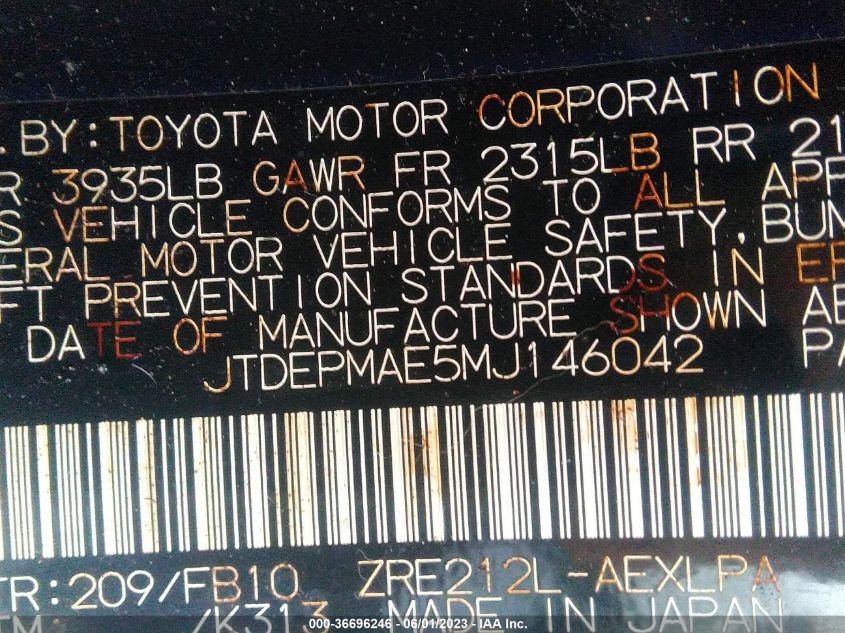 .BY:TOYOTA MOTOR CORPORATION
R 3935LB GAWR FR 2315LB RR 21
S VEHICLE CONFORMS TO ALL APP
ERAL MOTOR VEHICLE SAFETY, BUM
FT PREVENTION STANDARDS IN EF
DATE OF MANUFACTURE SHOWN AB
JTDEPMAE5MJ146042 PA
TR:209/FB10 ZRE212L-AEXLPA
TM: /K313 MADE IN JAPAN
000-36696246 - 06/01/2023 - IAA Inc.